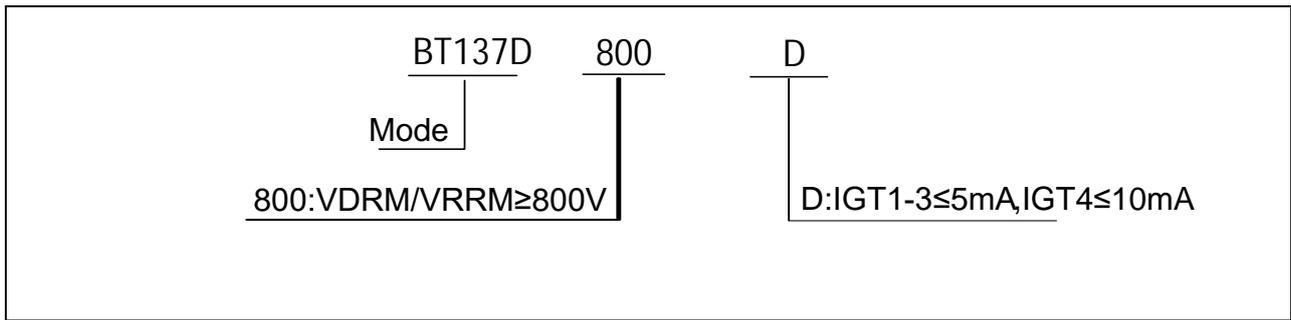 BT137D 800 D
Mode
800:VDRM/VRRM≥800V D:IGT1-3≤5mA,IGT4≤10mA